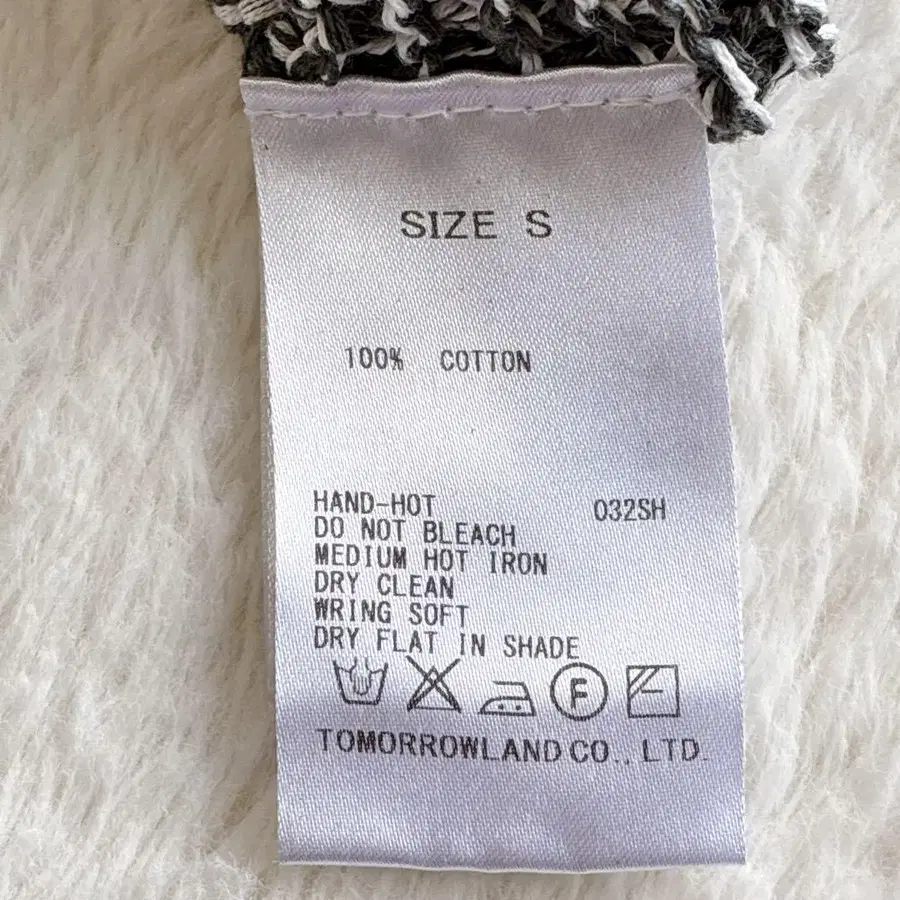 SIZE S
100% COTTON
HAND-HOT 032SH
DO NOT BLEACH
MEDIUM HOT IRON
DRY CLEAN
WRING SOFT
DRY FLAT IN SHADE
F
TOMORROWLAND CO., LTD.